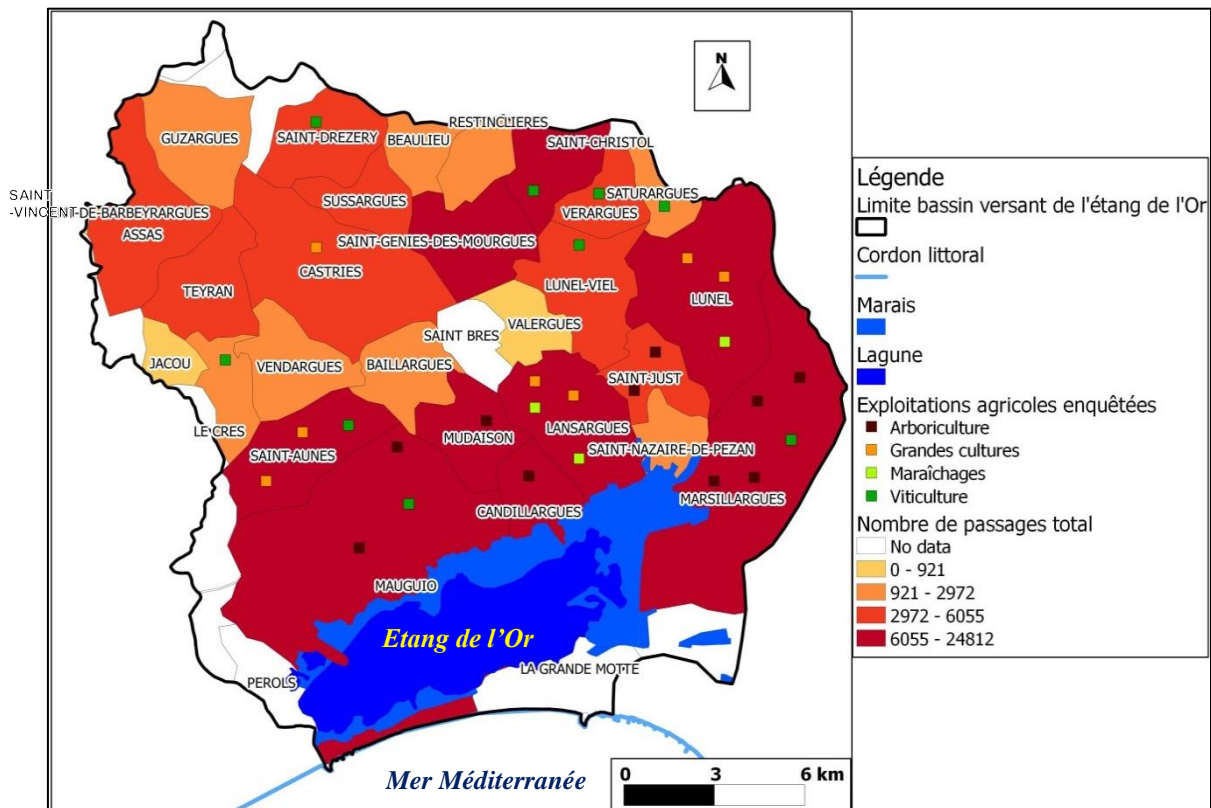 N
GUZARGUES
SAINT-DREZERY
BEAULIEU
RESTINCLIERES
SAINT-CHRISTOL
SATURARGUES
SAINT
-VINCENT-DE-BARBEYRARGUES
ASSAS
SUSSARGUES
VERARGUES
SAINT-GENIES-DES-MOURGUES
CASTRIES
TEYRAN
LUNEL-VIEL
LUNEL
SAINT BRES
VALERGUES
JACOU
VENDARGUES
BAILLARGUES
SAINT-JUST
LE CRES
SAINT-AUNES
MUDAISON
LANSARGUES
SAINT-NAZAIRE-DE-PEZAN
CANDILLARGUES
MARSILLARGUES
MAUGUIO
Etang de l'Or
PEROLS
LA GRANDE MOTTE
Mer Méditerranée
0 3 6 km
Légende
Limite bassin versant de l'étang de l'Or
Cordon littoral
Marais
Lagune
Exploitations agricoles enquêtées
Arboriculture
Grandes cultures
Maraîchages
Viticulture
Nombre de passages total
No data
0 - 921
921 - 2972
2972 - 6055
6055 - 24812